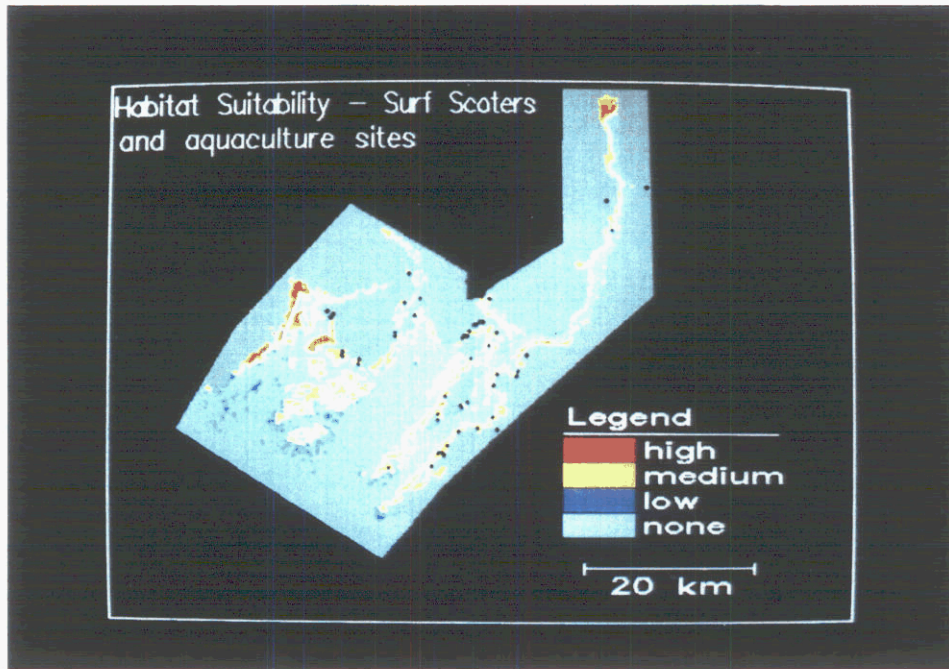 Habitat Suitability – Surf Scoters
and aquaculture sites
Legend
high
medium
low
none
20 km